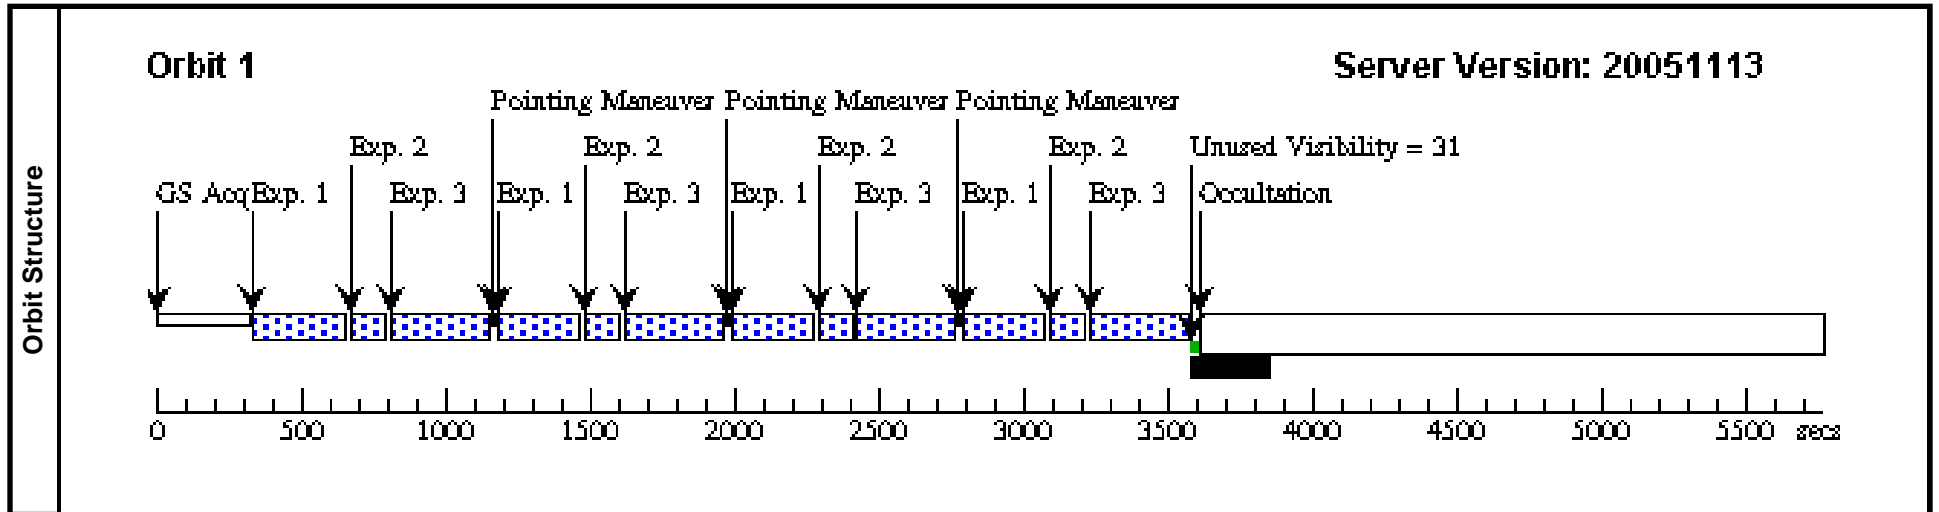 Orbit Structure
Orbit 1 Server Version: 20051113
Pointing Maneuver Pointing Maneuver Pointing Maneuver
Exp. 2 Exp. 2 Exp. 2 Exp. 2 Unused Visibility = 31
GS Acq Exp. 1 Exp. 3 Exp. 1 Exp. 3 Exp. 1 Exp. 3 Exp. 1 Exp. 3 Occultation
0 500 1000 1500 2000 2500 3000 3500 4000 4500 5000 5500 secs